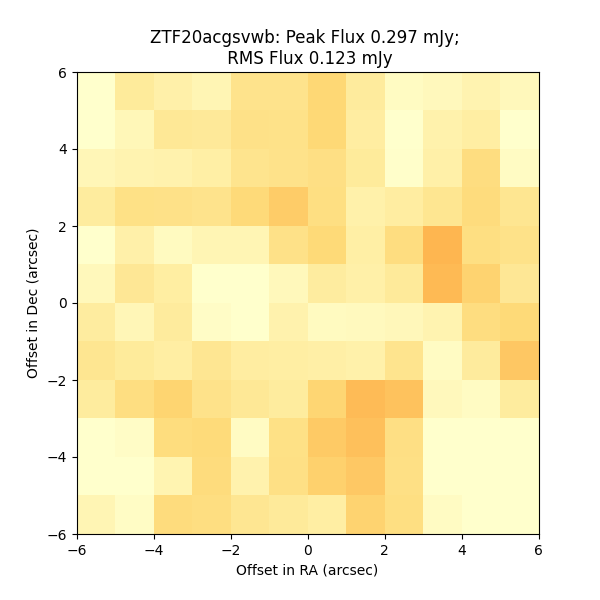 ZTF20acgsvwb: Peak Flux 0.297 mJy;
RMS Flux 0.123 mJy
6
4
2
0
−2
−4
−6
Offset in Dec (arcsec)
−6 −4 −2 0 2 4 6
Offset in RA (arcsec)